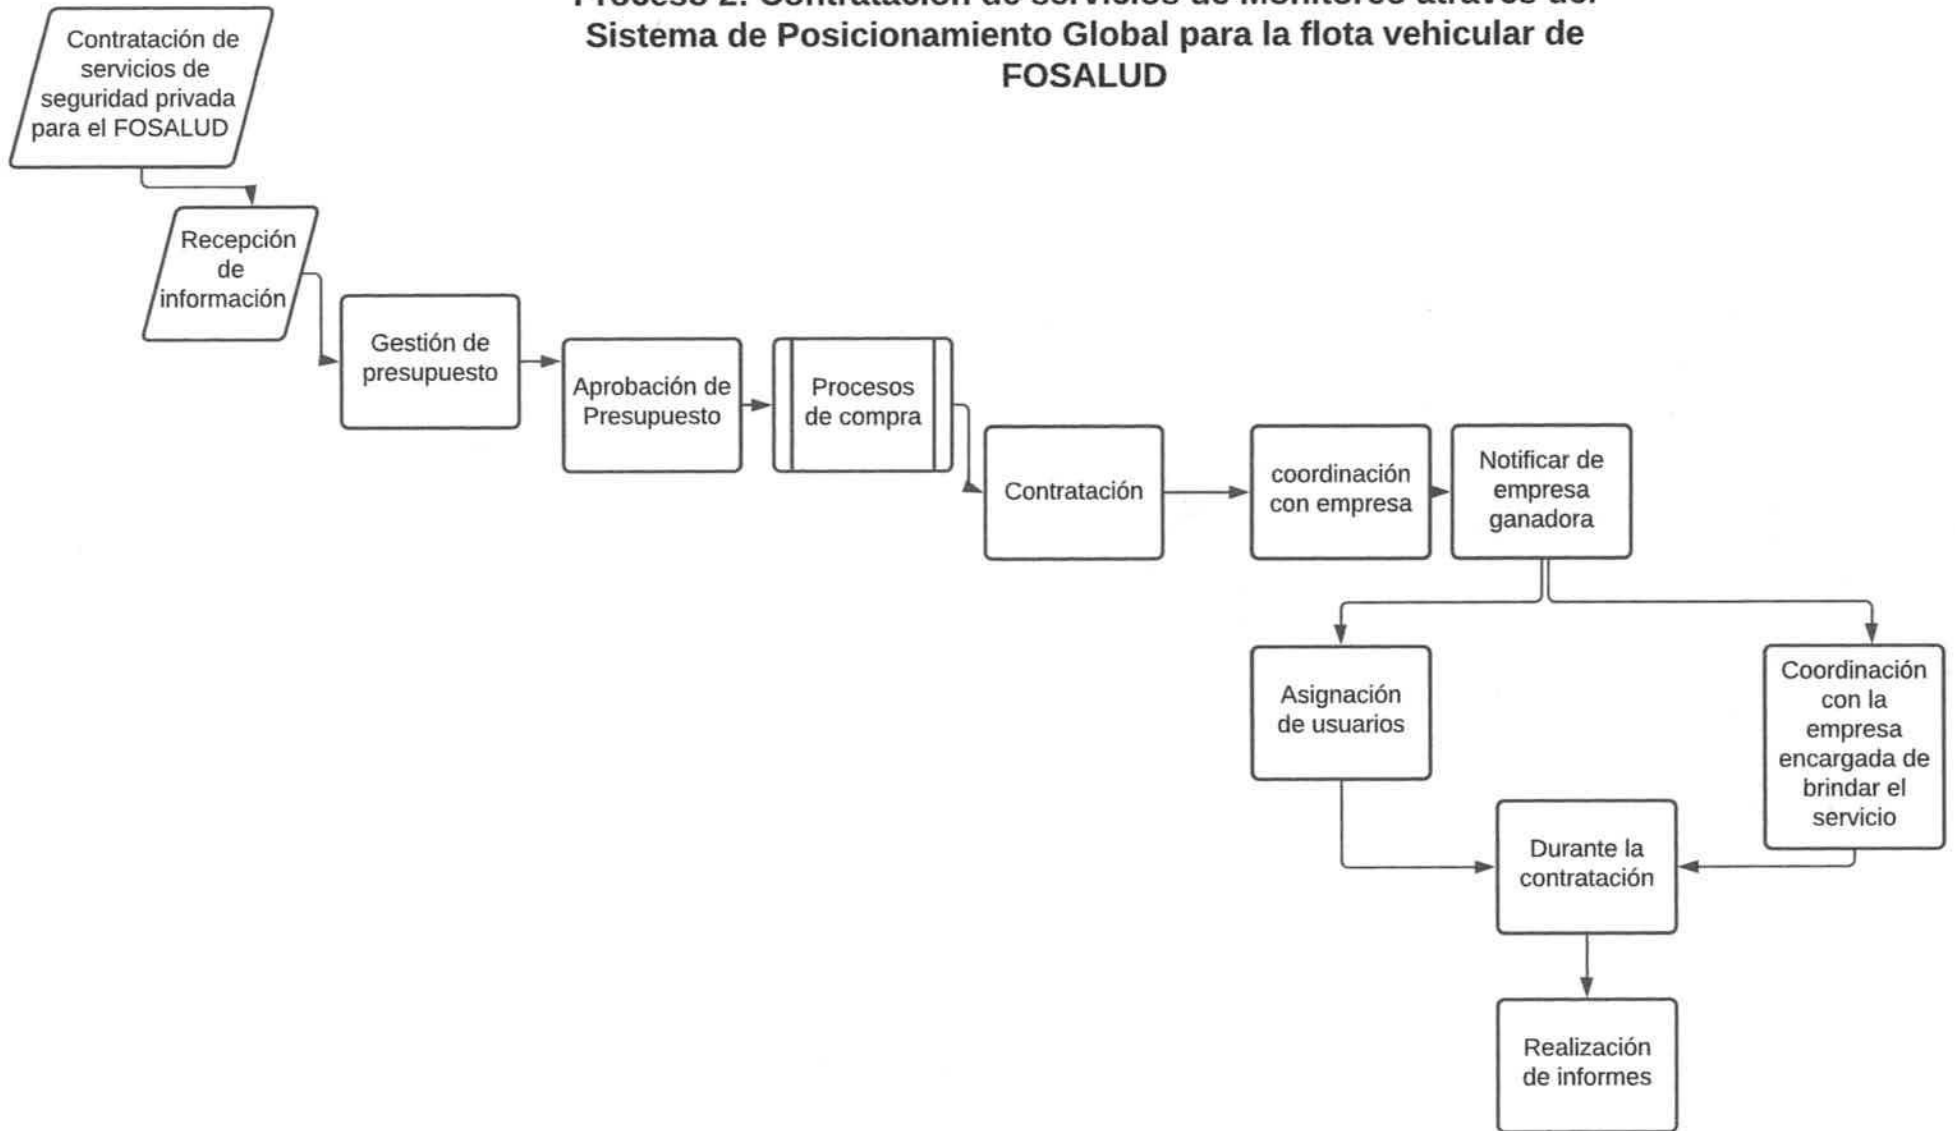 Sistema de Posicionamiento Global para la flota vehicular de
FOSALUD
Contratación de
servicios de
seguridad privada
para el FOSALUD
Recepción
de
información
Gestión de
presupuesto
Aprobación de
Presupuesto
Procesos
de compra
Contratación
coordinación
con empresa
Notificar de
empresa
ganadora
Asignación
de usuarios
Coordinación
con la
empresa
encargada de
brindar el
servicio
Durante la
contratación
Realización
de informes